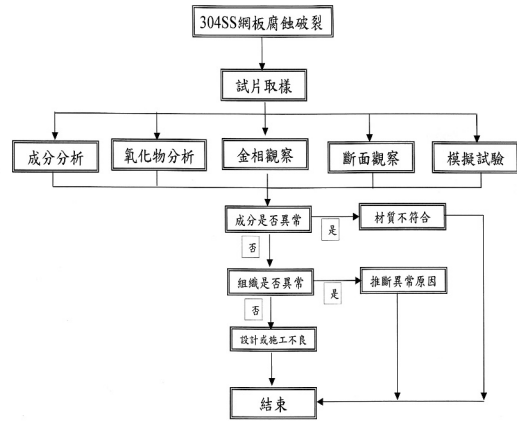 304SS網板腐蝕破裂
試片取樣
成分分析
氧化物分析
金相觀察
斷面觀察
模擬試驗
成分是否異常
是
材質不符合
否
組織是否異常
是
推斷異常原因
否
設計或施工不良
結束